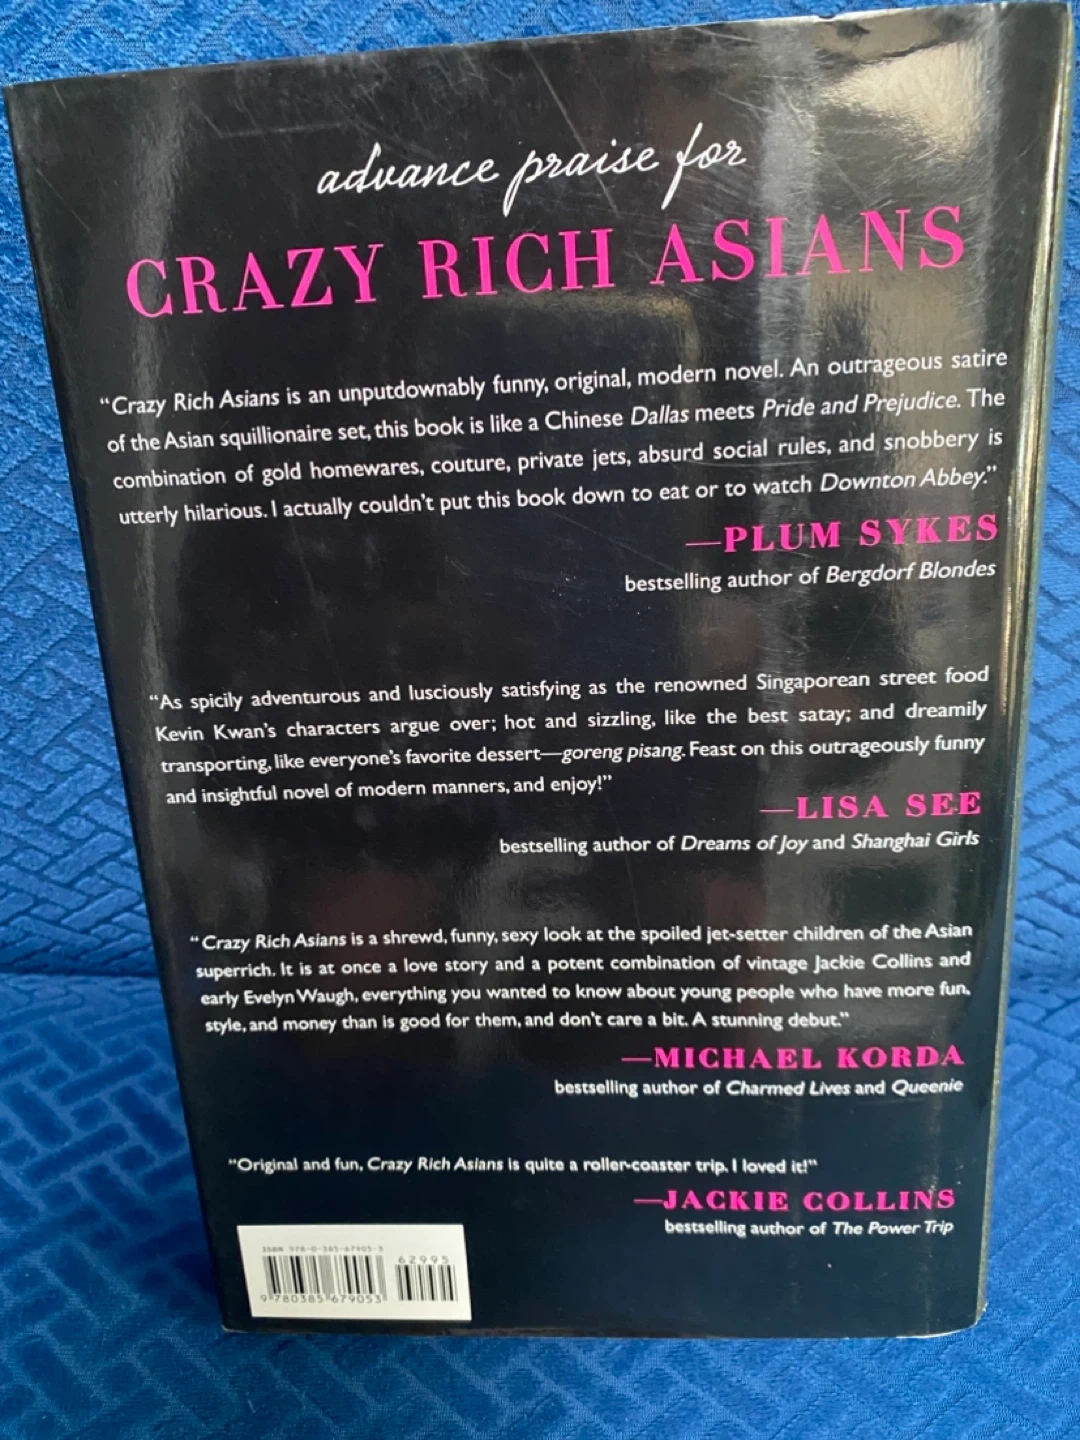 advance praise for
CRAZY RICH ASIANS
“Crazy Rich Asians is an unputdownably funny, original, modern novel. An outrageous satire
of the Asian squillionaire set, this book is like a Chinese Dallas meets Pride and Prejudice. The
combination of gold homewares, couture, private jets, absurd social rules, and snobbery is
utterly hilarious. I actually couldn't put this book down to eat or to watch Downton Abbey.”
—PLUM SYKES
bestselling author of Bergdorf Blondes
“As spicily adventurous and lusciously satisfying as the renowned Singaporean street food
Kevin Kwan's characters argue over; hot and sizzling, like the best satay; and dreamily
transporting, like everyone's favorite dessert—goreng pisang. Feast on this outrageously funny
and insightful novel of modern manners, and enjoy!”
—LISA SEE
bestselling author of Dreams of Joy and Shanghai Girls
“Crazy Rich Asians is a shrewd, funny, sexy look at the spoiled jet-setter children of the Asian
superrich. It is at once a love story and a potent combination of vintage Jackie Collins and
early Evelyn Waugh, everything you wanted to know about young people who have more fun,
style, and money than is good for them, and don't care a bit. A stunning debut.”
—MICHAEL KORDA
bestselling author of Charmed Lives and Queenie
“Original and fun, Crazy Rich Asians is quite a roller-coaster trip. I loved it!”
—JACKIE COLLINS
bestselling author of The Power Trip
ISBN 978-0-385-67905-3
62995
9 780385 679053